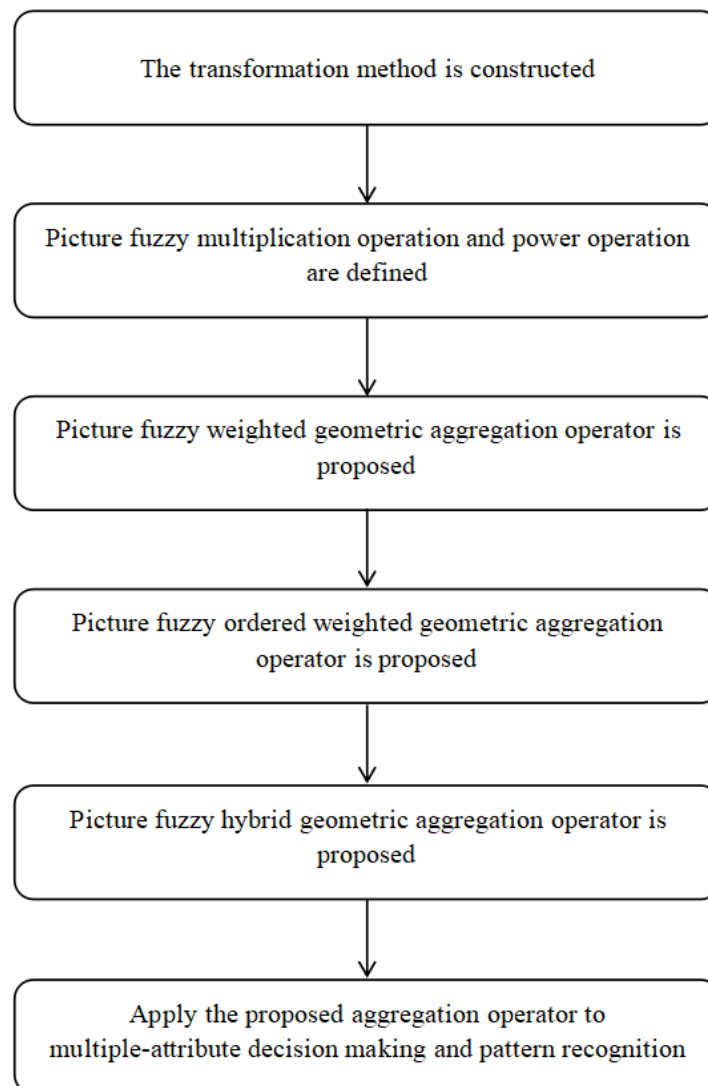 The transformation method is constructed
Picture fuzzy multiplication operation and power operation
are defined
Picture fuzzy weighted geometric aggregation operator is
proposed
Picture fuzzy ordered weighted geometric aggregation
operator is proposed
Picture fuzzy hybrid geometric aggregation operator is
proposed
Apply the proposed aggregation operator to
multiple-attribute decision making and pattern recognition